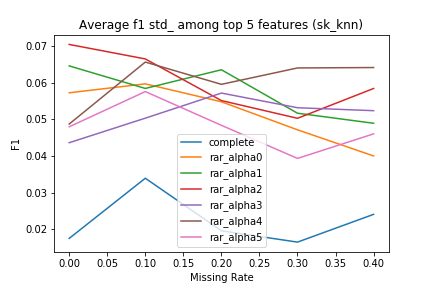 Average f1 std_ among top 5 features (sk_knn)
F1
0.07
0.06
0.05
0.04
0.03
0.02
complete
rar_alpha0
rar_alpha1
rar_alpha2
rar_alpha3
rar_alpha4
rar_alpha5
0.00 0.05 0.10 0.15 0.20 0.25 0.30 0.35 0.40
Missing Rate